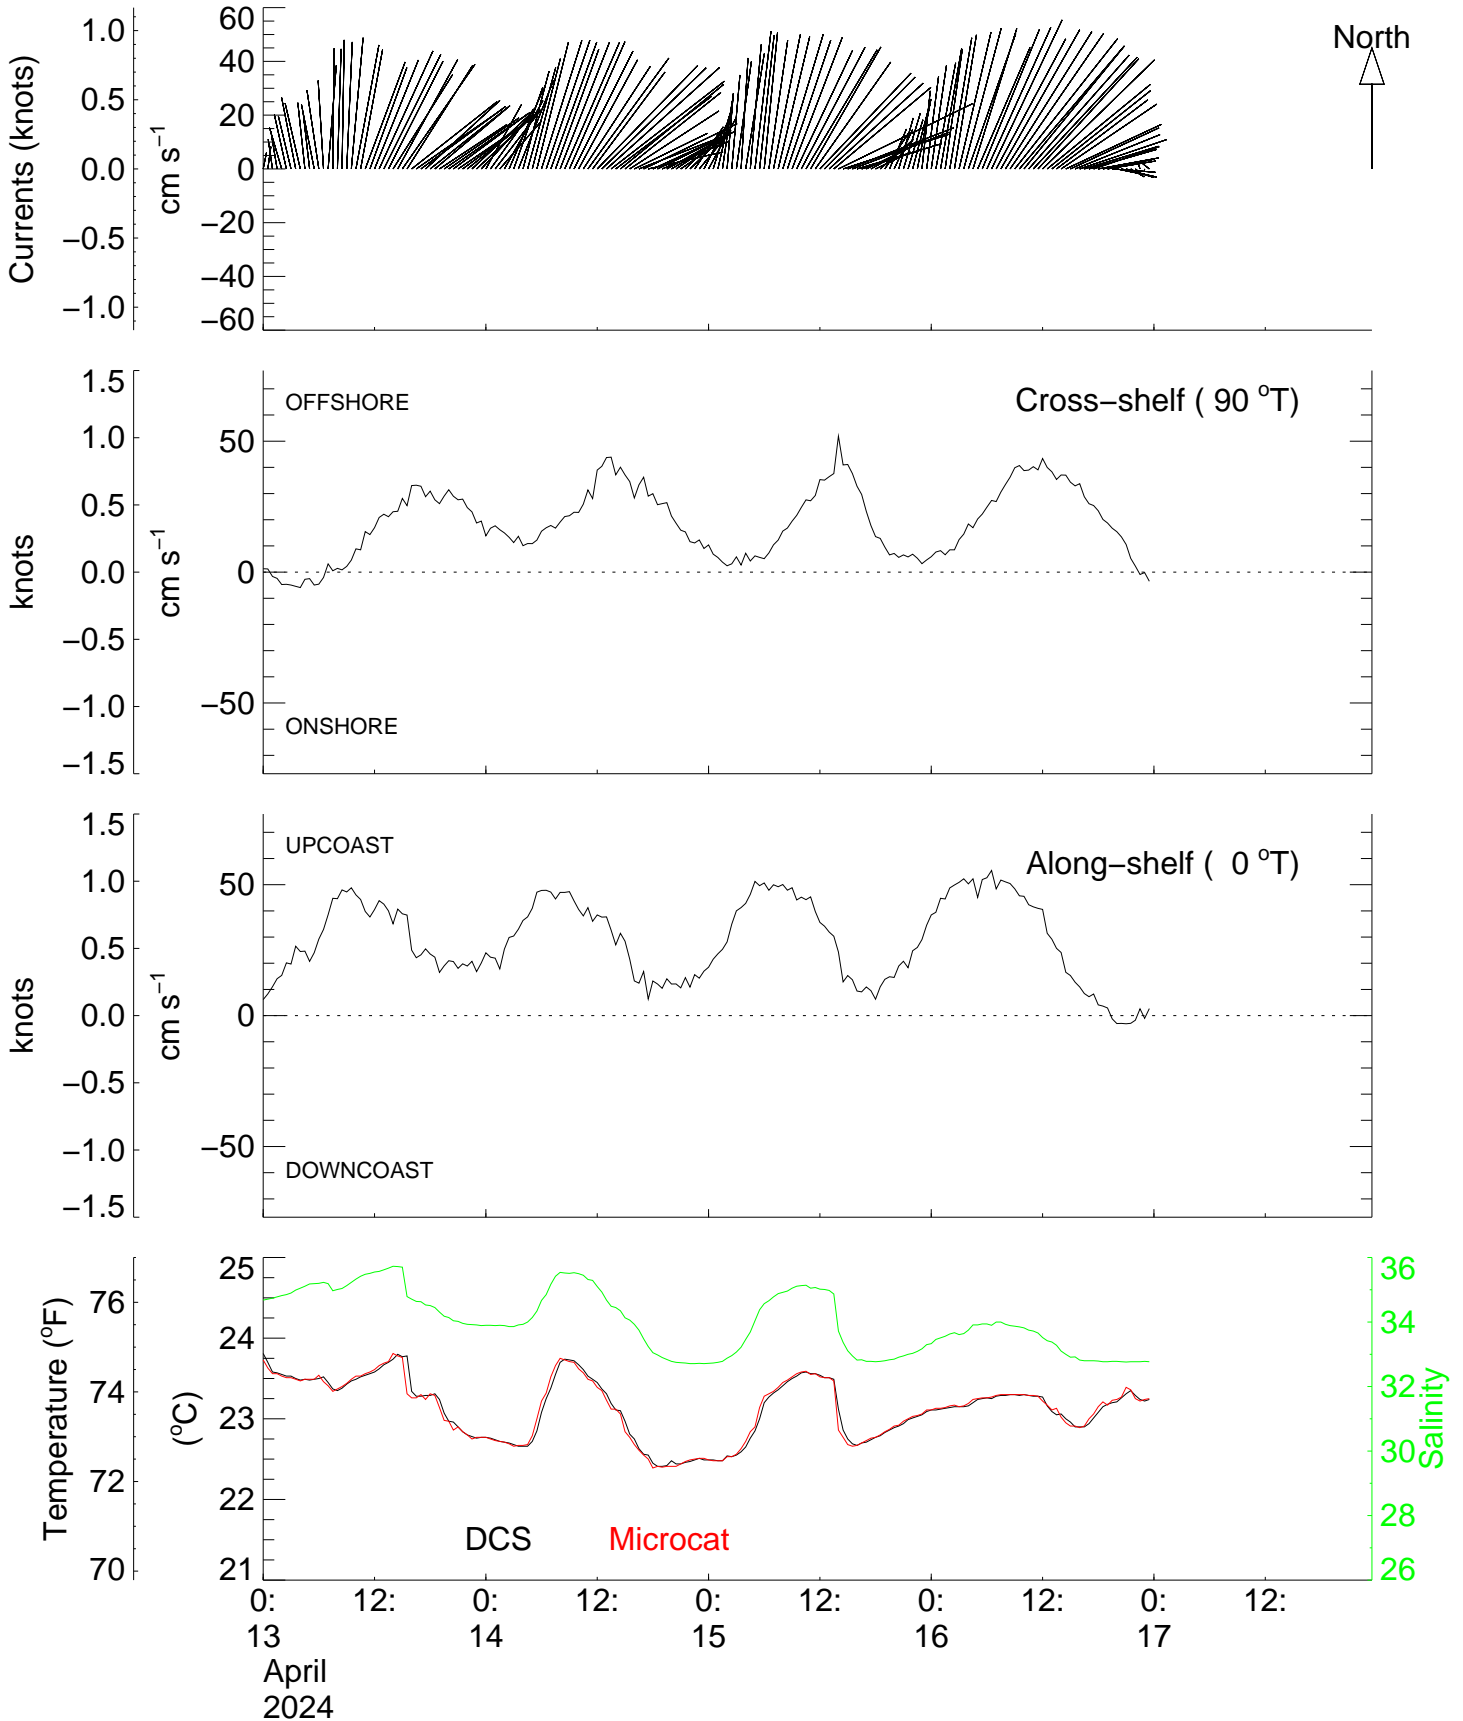 Currents (knots)
1.0
0.5
0.0
−0.5
−1.0
cm s⁻¹
60
40
20
0
−20
−40
−60
North
knots
1.5
1.0
0.5
0.0
−0.5
−1.0
−1.5
cm s⁻¹
50
0
−50
OFFSHORE
Cross−shelf ( 90 °T)
ONSHORE
knots
1.5
1.0
0.5
0.0
−0.5
−1.0
−1.5
cm s⁻¹
50
0
−50
UPCOAST
Along−shelf ( 0 °T)
DOWNCOAST
Temperature (°F)
76
74
72
70
(°C)
25
24
23
22
21
DCS Microcat
36
34
32
30
28
26
Salinity
0: 12: 0: 12: 0: 12: 0: 12: 0: 12:
13 14 15 16 17
April
2024